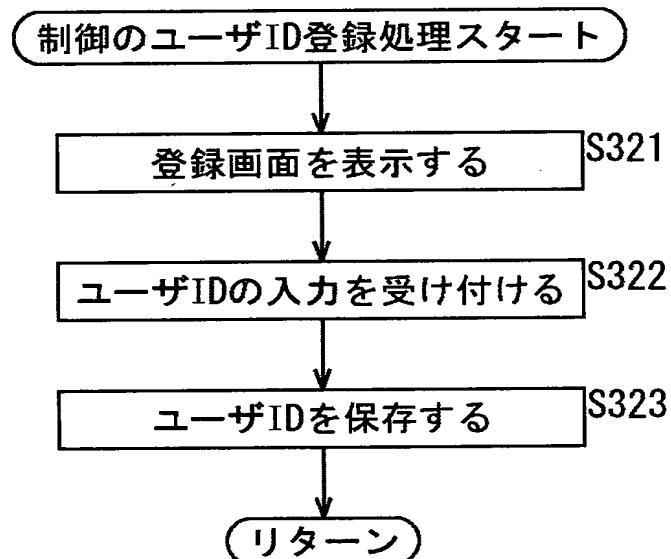 制御のユーザID登録処理スタート
登録画面を表示する
S321
ユーザIDの入力を受け付ける
S322
ユーザIDを保存する
S323
リターン